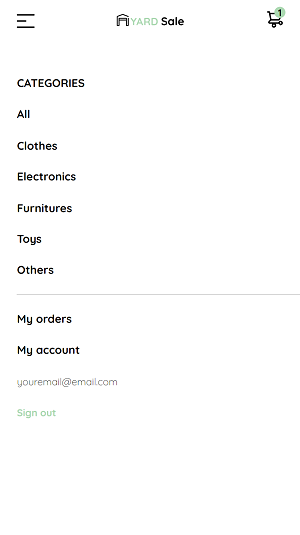 YARD Sale
1
CATEGORIES
All
Clothes
Electronics
Furnitures
Toys
Others
My orders
My account
youremail@email.com
Sign out